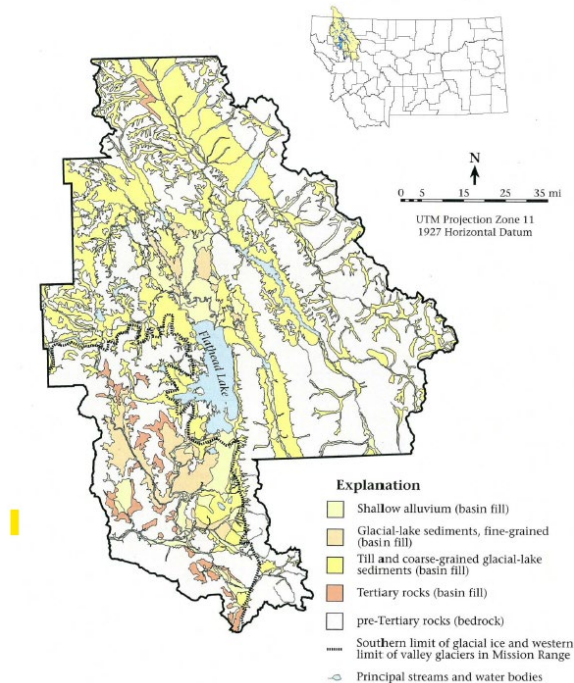 N
0 5 15 25 35 mi
UTM Projection Zone 11
1927 Horizontal Datum
Flathead Lake
Explanation
Shallow alluvium (basin fill)
Glacial-lake sediments, fine-grained
(basin fill)
Till and coarse-grained glacial-lake
sediments (basin fill)
Tertiary rocks (basin fill)
pre-Tertiary rocks (bedrock)
Southern limit of glacial ice and western
limit of valley glaciers in Mission Range
Principal streams and water bodies